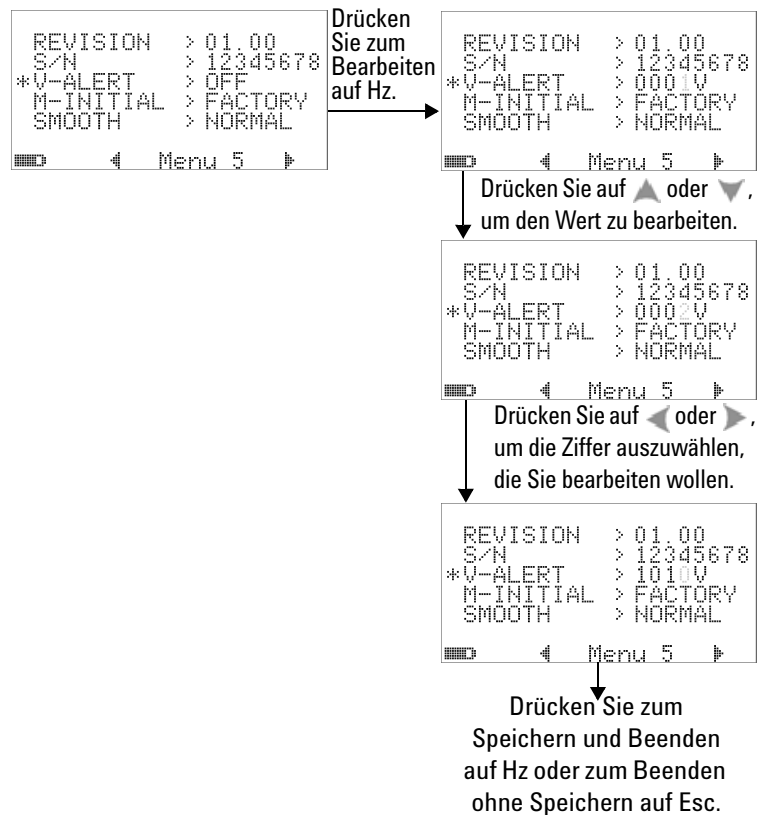 REVISION > 01.00
S/N > 12345678
*V-ALERT > OFF
M-INITIAL > FACTORY
SMOOTH > NORMAL
Menu 5
Drücken
Sie zum
Bearbeiten
auf Hz.
REVISION > 01.00
S/N > 12345678
*V-ALERT > 0001V
M-INITIAL > FACTORY
SMOOTH > NORMAL
Menu 5
Drücken Sie auf ▲ oder ▼,
um den Wert zu bearbeiten.
REVISION > 01.00
S/N > 12345678
*V-ALERT > 0002V
M-INITIAL > FACTORY
SMOOTH > NORMAL
Menu 5
Drücken Sie auf ◀ oder ▶,
um die Ziffer auszuwählen,
die Sie bearbeiten wollen.
REVISION > 01.00
S/N > 12345678
*V-ALERT > 1010V
M-INITIAL > FACTORY
SMOOTH > NORMAL
Menu 5
Drücken Sie zum
Speichern und Beenden
auf Hz oder zum Beenden
ohne Speichern auf Esc.